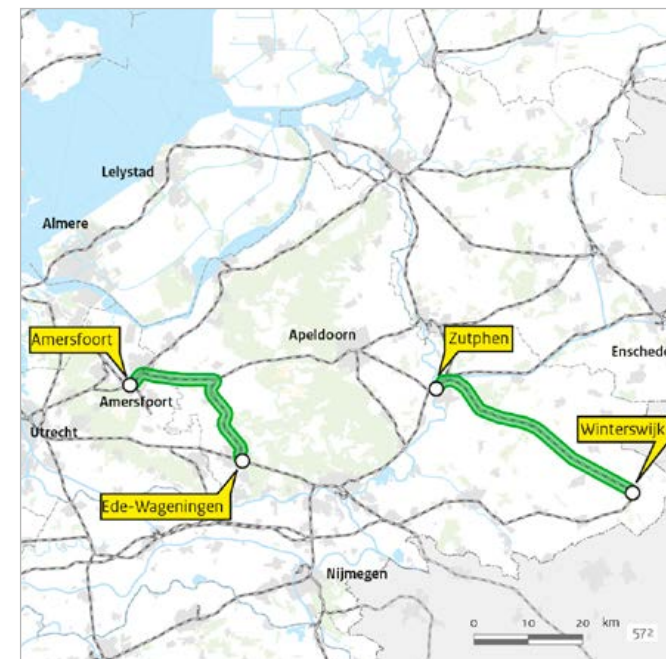 Lelystad
Almere
Amersfoort
Apeldoorn
Zutphen
Enschede
Amersfoort
Utrecht
Winterswijk
Ede-Wageningen
Nijmegen
0 10 20 km
572